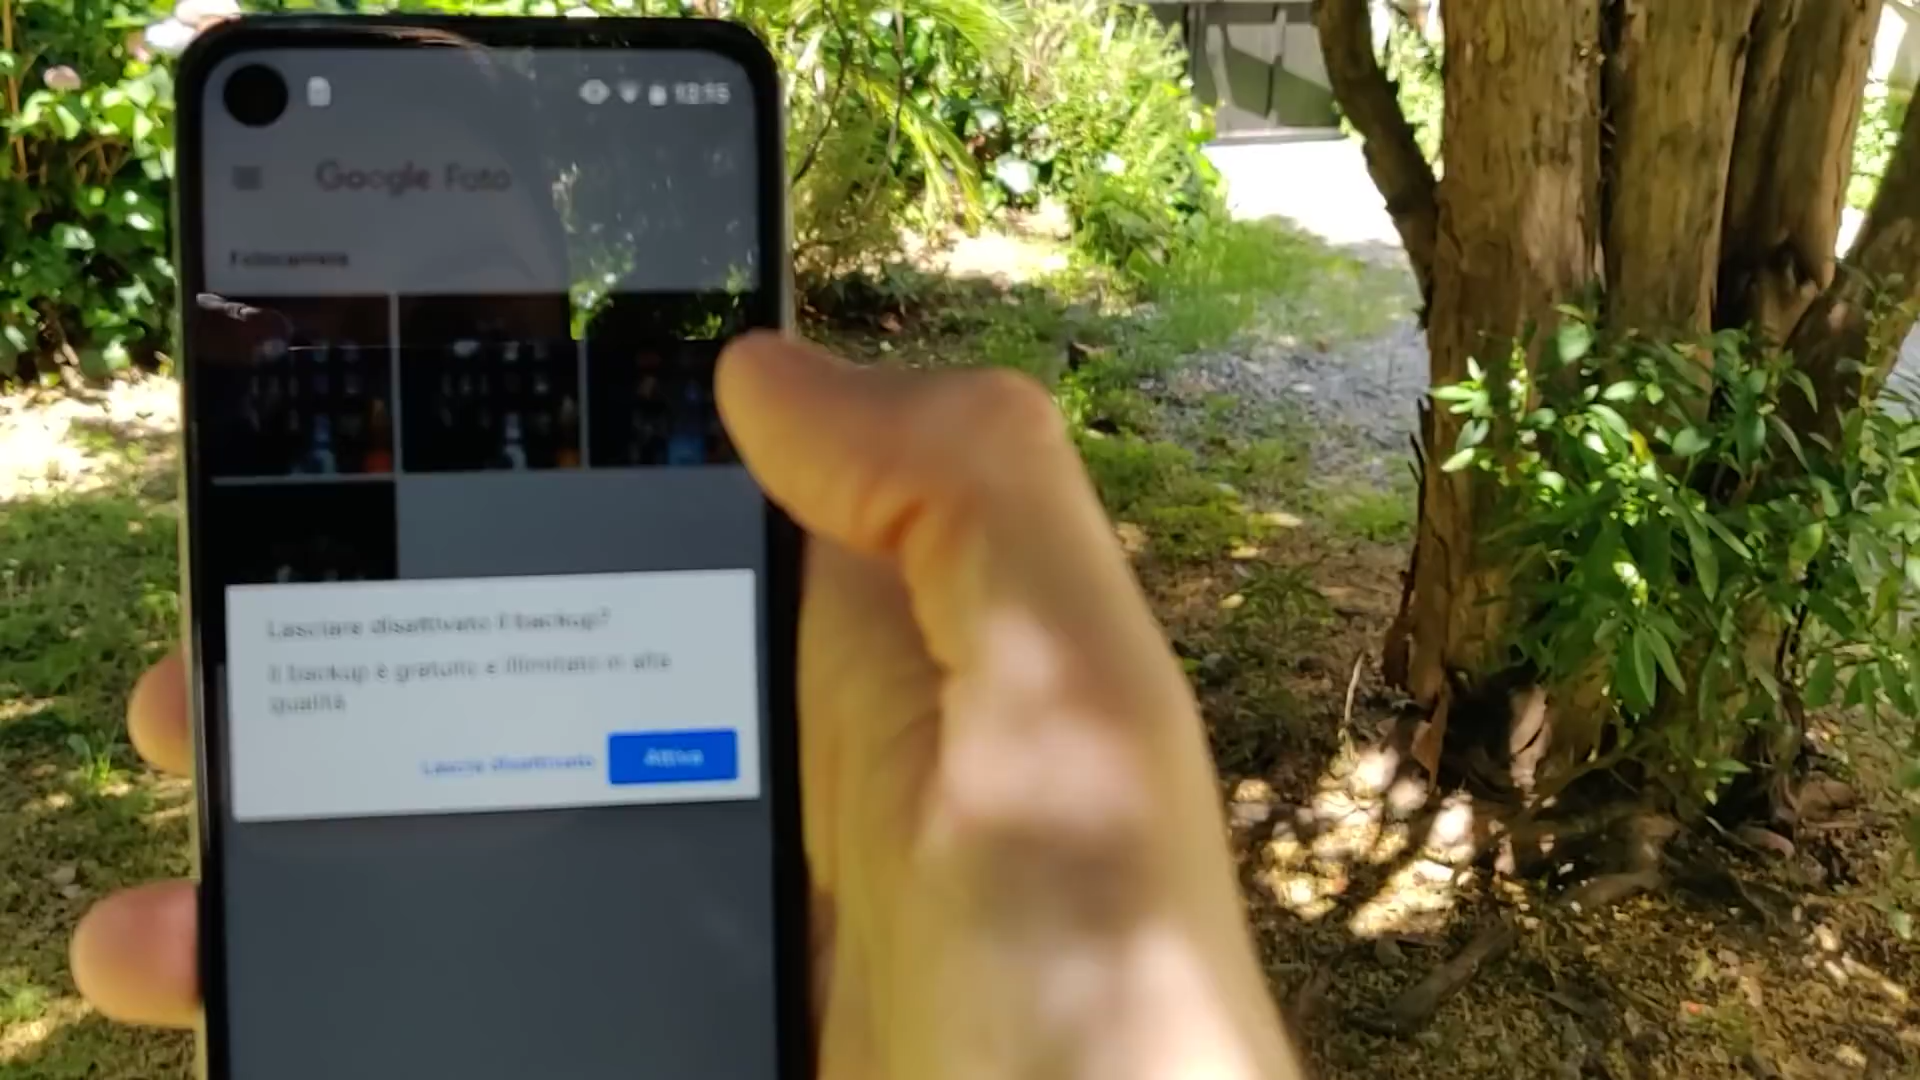 Google Foto
Fotocamera
Lasciare disattivato il backup?
Il backup è gratuito e illimitato in alta
qualità
Lascia disattivato
Attiva